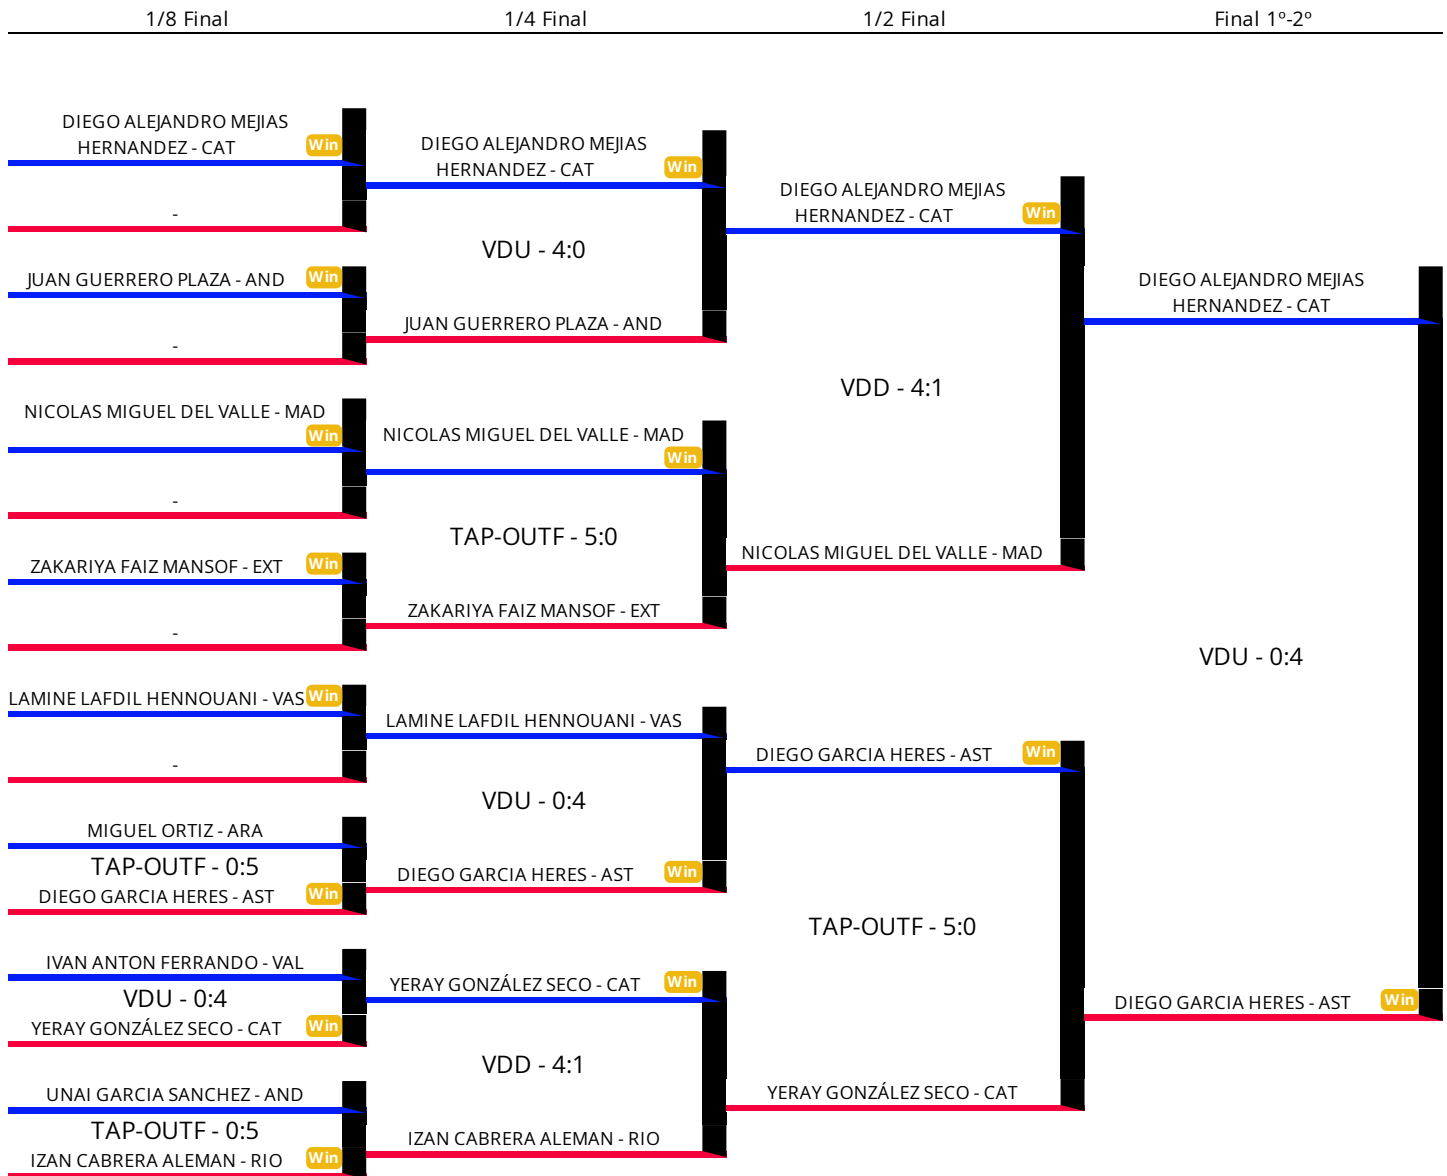 1/8 Final
1/4 Final
1/2 Final
Final 1º-2º
DIEGO ALEJANDRO MEJIAS
HERNANDEZ - CAT
Win
-
JUAN GUERRERO PLAZA - AND
Win
-
NICOLAS MIGUEL DEL VALLE - MAD
Win
-
ZAKARIYA FAIZ MANSOF - EXT
Win
-
LAMINE LAFDIL HENNOUANI - VAS
Win
-
MIGUEL ORTIZ - ARA
TAP-OUTF - 0:5
DIEGO GARCIA HERES - AST
Win
IVAN ANTON FERRANDO - VAL
VDU - 0:4
YERAY GONZÁLEZ SECO - CAT
Win
UNAI GARCIA SANCHEZ - AND
TAP-OUTF - 0:5
IZAN CABRERA ALEMAN - RIO
Win
DIEGO ALEJANDRO MEJIAS
HERNANDEZ - CAT
Win
VDU - 4:0
JUAN GUERRERO PLAZA - AND
NICOLAS MIGUEL DEL VALLE - MAD
Win
TAP-OUTF - 5:0
ZAKARIYA FAIZ MANSOF - EXT
LAMINE LAFDIL HENNOUANI - VAS
VDU - 0:4
DIEGO GARCIA HERES - AST
Win
YERAY GONZÁLEZ SECO - CAT
Win
VDD - 4:1
IZAN CABRERA ALEMAN - RIO
DIEGO ALEJANDRO MEJIAS
HERNANDEZ - CAT
Win
VDD - 4:1
NICOLAS MIGUEL DEL VALLE - MAD
DIEGO GARCIA HERES - AST
Win
TAP-OUTF - 5:0
YERAY GONZÁLEZ SECO - CAT
DIEGO ALEJANDRO MEJIAS
HERNANDEZ - CAT
VDU - 0:4
DIEGO GARCIA HERES - AST
Win